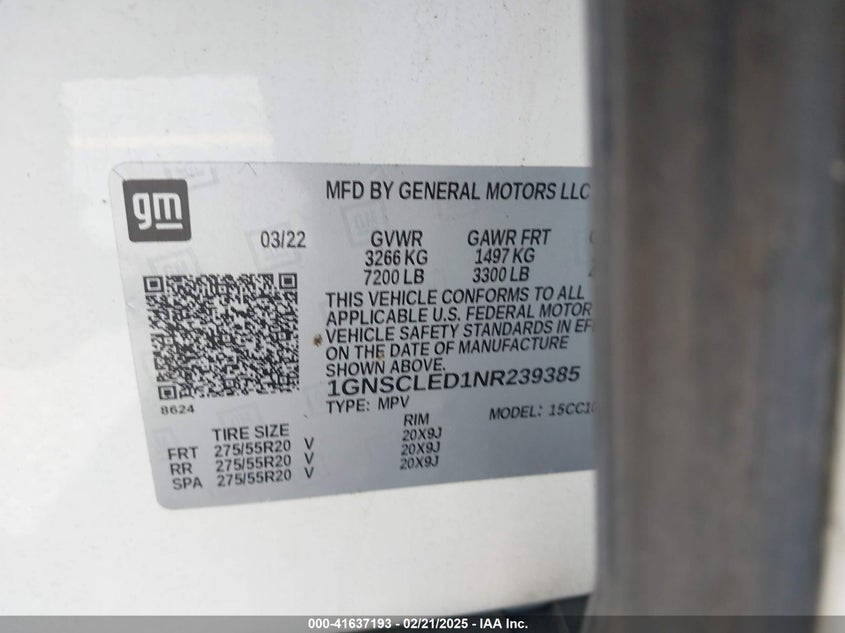 gm
MFD BY GENERAL MOTORS LLC
03/22 GVWR GAWR FRT
3266 KG 1497 KG
7200 LB 3300 LB
THIS VEHICLE CONFORMS TO ALL
APPLICABLE U.S. FEDERAL MOTOR
VEHICLE SAFETY STANDARDS IN
ON THE DATE OF MANUFACTURE
SHOWN ABOVE.
1GNSCLED1NR239385
8624
TYPE: MPV MODEL:
TIRE SIZE RIM
FRT 275/55R20 V 20X9J
RR 275/55R20 V 20X9J
SPA 275/55R20 V 20X9J
000-41637193 - 02/21/2025 - IAA Inc.